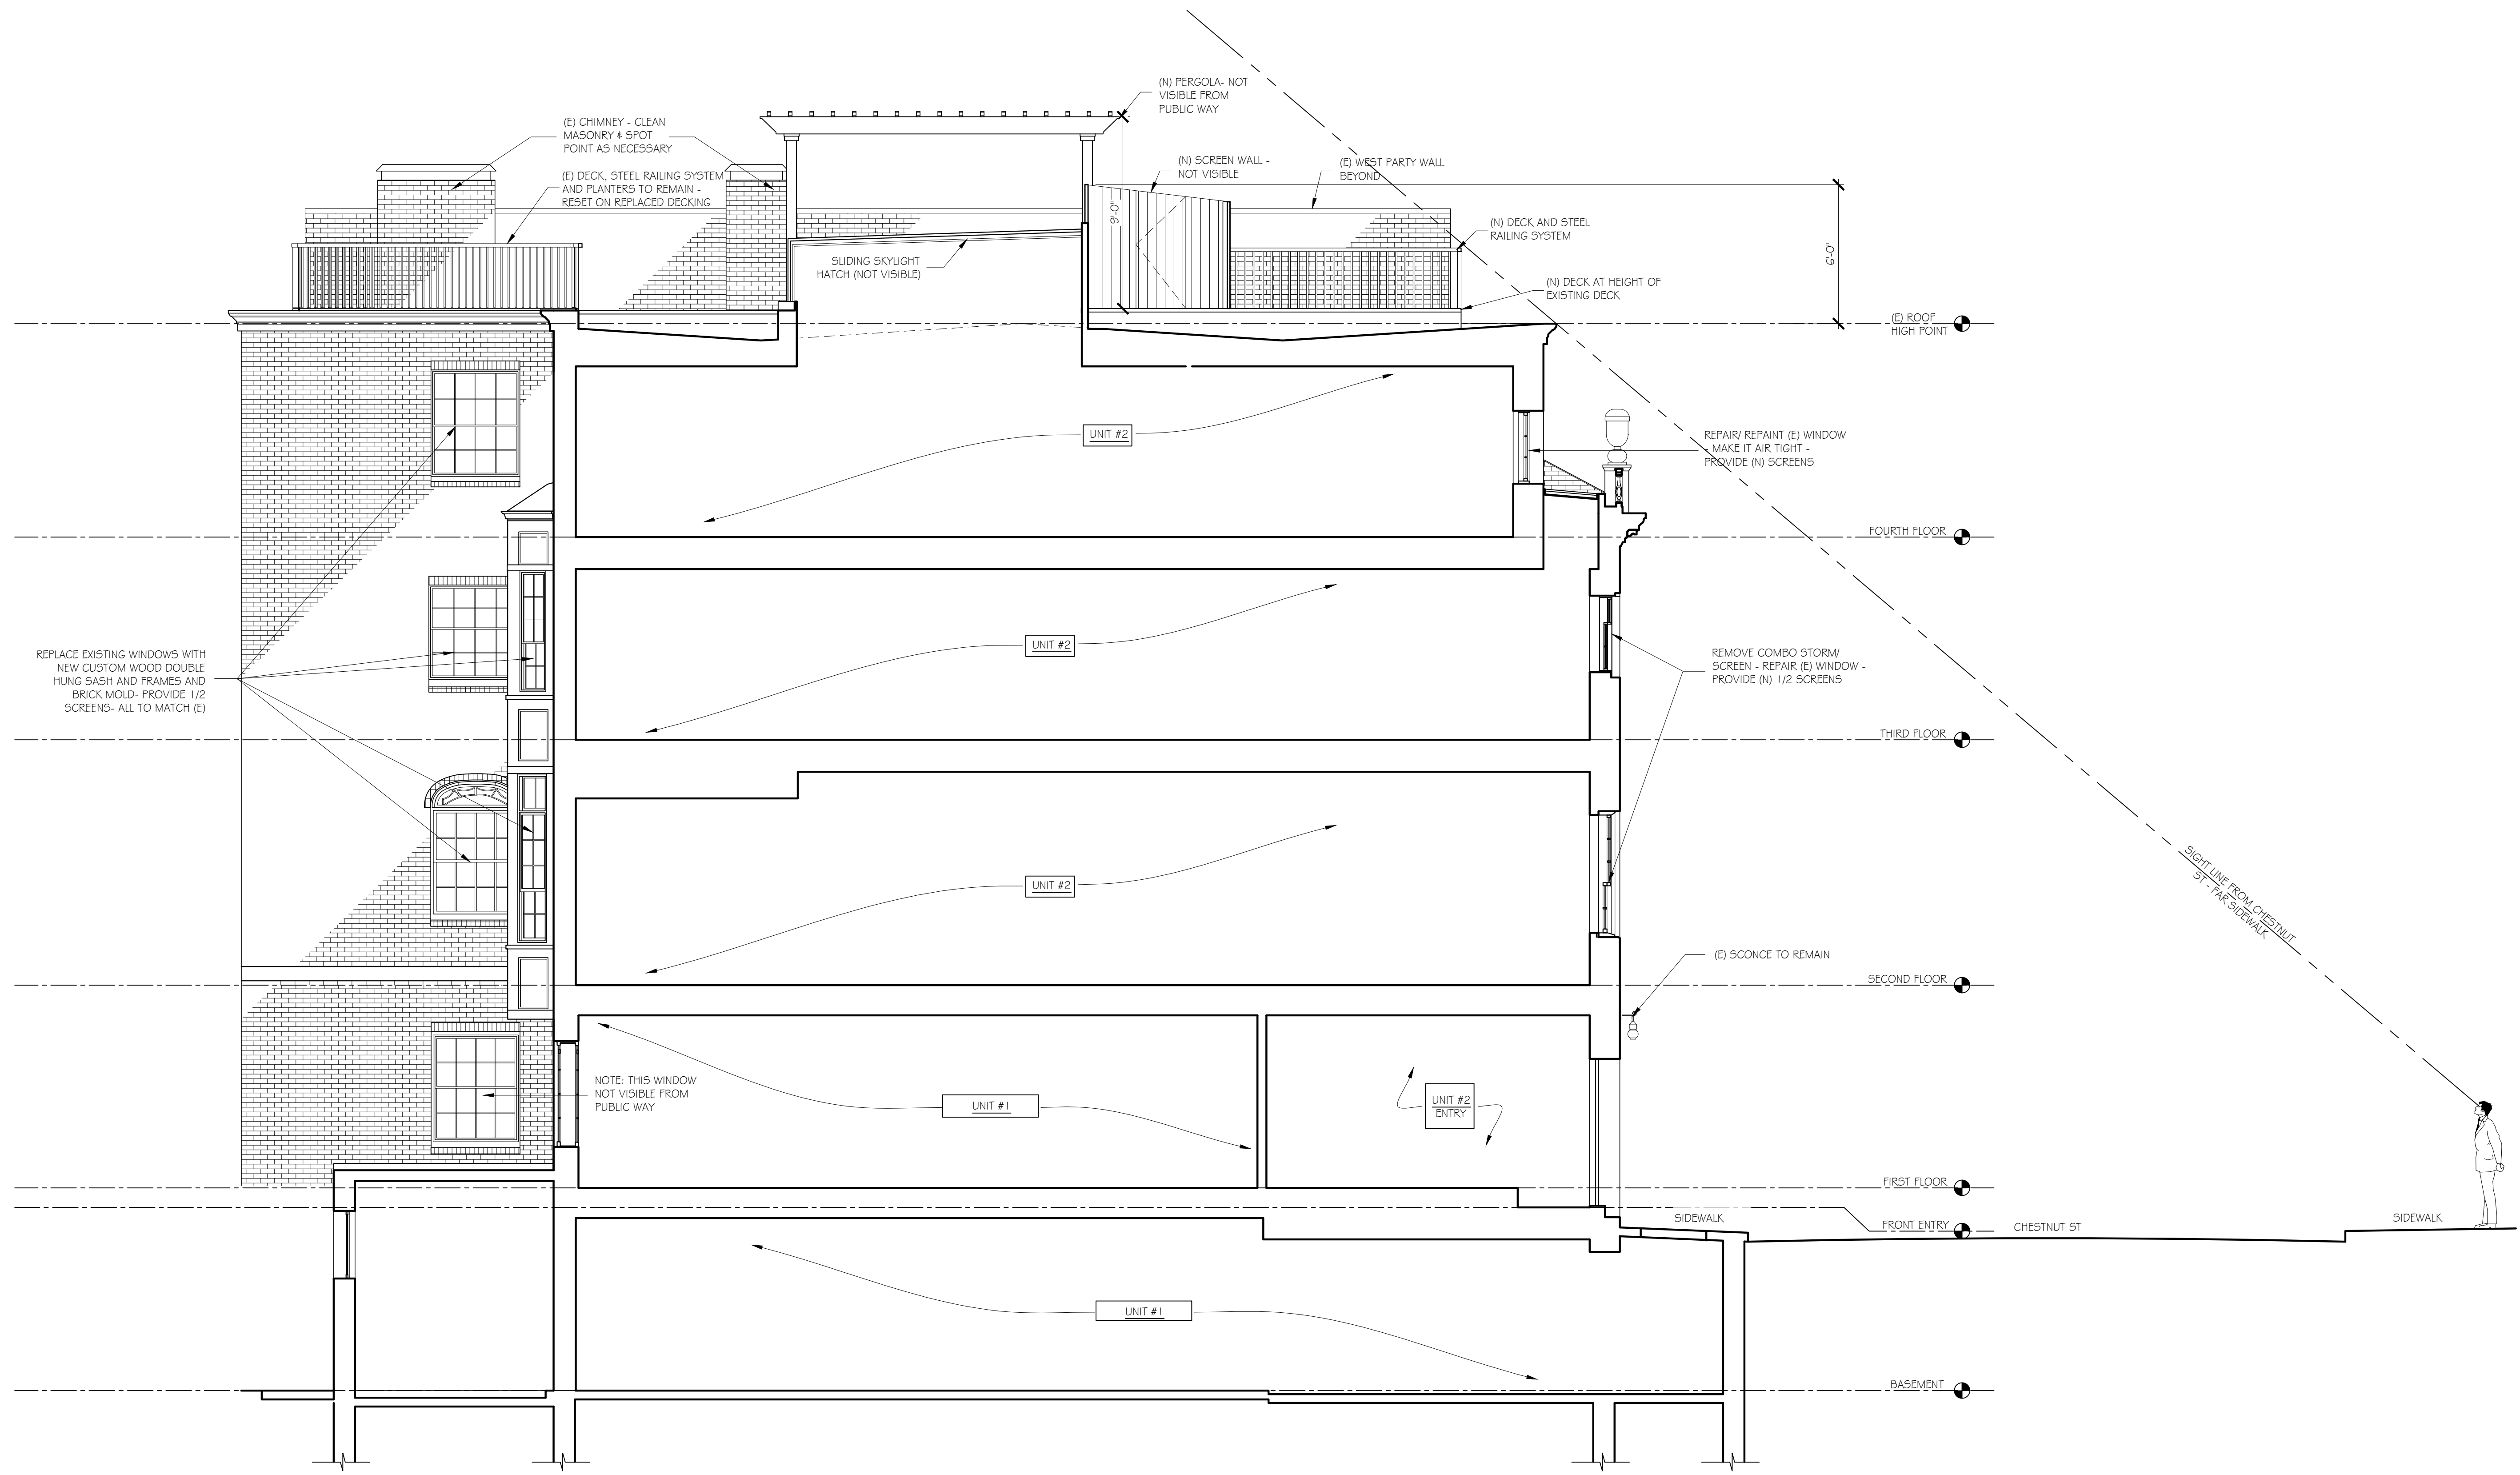 (N) PERGOLA- NOT
VISIBLE FROM
PUBLIC WAY
(E) CHIMNEY - CLEAN
MASONRY & SPOT
POINT AS NECESSARY
(E) DECK, STEEL RAILING SYSTEM
AND PLANTERS TO REMAIN -
RESET ON REPLACED DECKING
(N) SCREEN WALL -
NOT VISIBLE
(E) WEST PARTY WALL
BEYOND
9'-0"
(N) DECK AND STEEL
RAILING SYSTEM
6'-0"
SLIDING SKYLIGHT
HATCH (NOT VISIBLE)
(N) DECK AT HEIGHT OF
EXISTING DECK
(E) ROOF
HIGH POINT
UNIT #2
REPAIR/ REPAINT (E) WINDOW
- MAKE IT AIR TIGHT -
PROVIDE (N) SCREENS
FOURTH FLOOR
UNIT #2
REPLACE EXISTING WINDOWS WITH
NEW CUSTOM WOOD DOUBLE
HUNG SASH AND FRAMES AND
BRICK MOLD- PROVIDE 1/2
SCREENS- ALL TO MATCH (E)
REMOVE COMBO STORM/
SCREEN - REPAIR (E) WINDOW -
PROVIDE (N) 1/2 SCREENS
THIRD FLOOR
UNIT #2
SIGHT LINE FROM CHESTNUT
ST - FAR SIDEWALK
(E) SCONCE TO REMAIN
SECOND FLOOR
NOTE: THIS WINDOW
NOT VISIBLE FROM
PUBLIC WAY
UNIT #1
UNIT #2
ENTRY
FIRST FLOOR
SIDEWALK
FRONT ENTRY
CHESTNUT ST
SIDEWALK
UNIT #1
BASEMENT